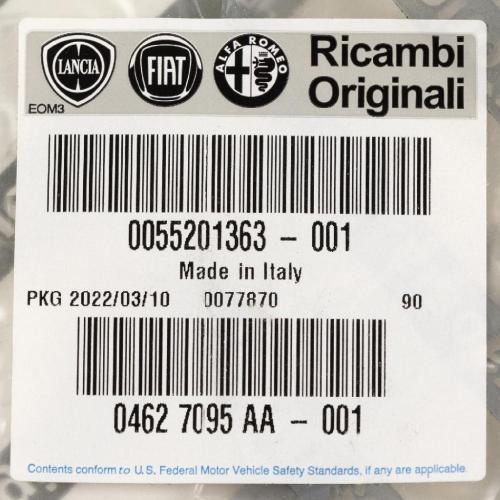 LANCIA FIAT ALFA ROMEO Ricambi
Originali
EOM3
0055201363 - 001
Made in Italy
PKG 2022/03/10 0077870 90
0462 7095 AA - 001
Contents conform to U.S. Federal Motor Vehicle Safety Standards, if any are applicable.